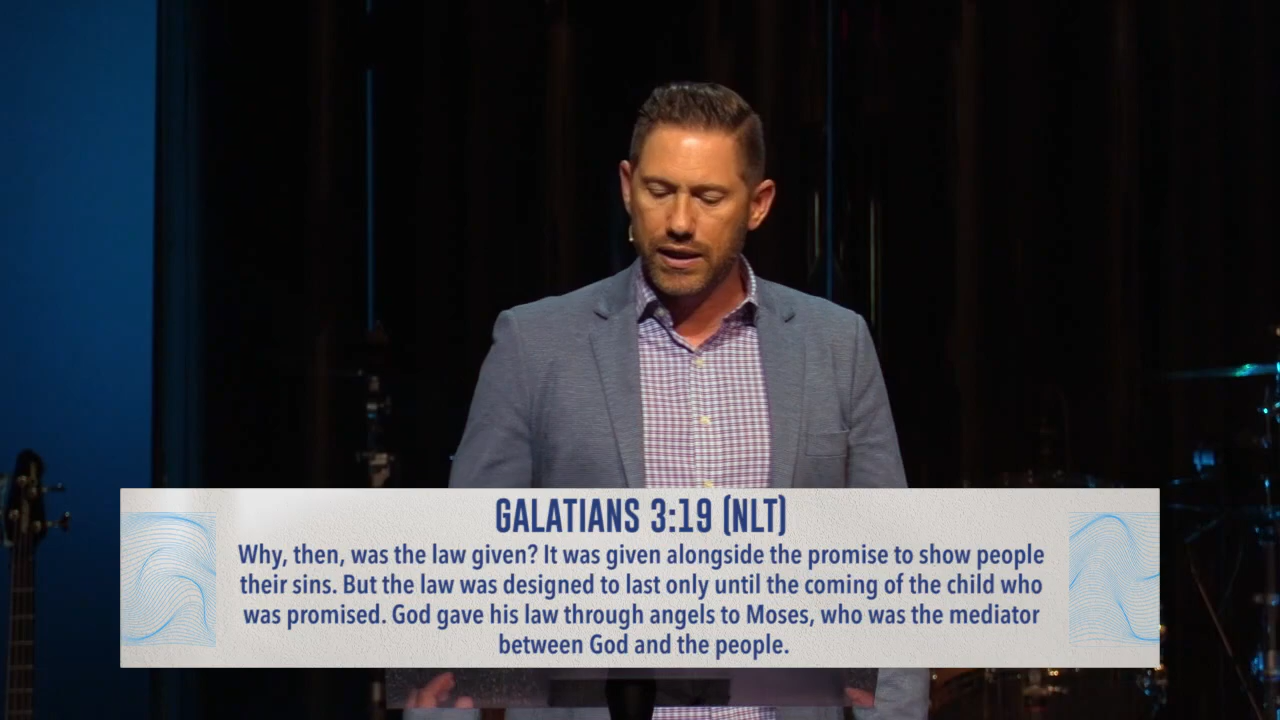 GALATIANS 3:19 (NLT)
Why, then, was the law given? It was given alongside the promise to show people
their sins. But the law was designed to last only until the coming of the child who
was promised. God gave his law through angels to Moses, who was the mediator
between God and the people.